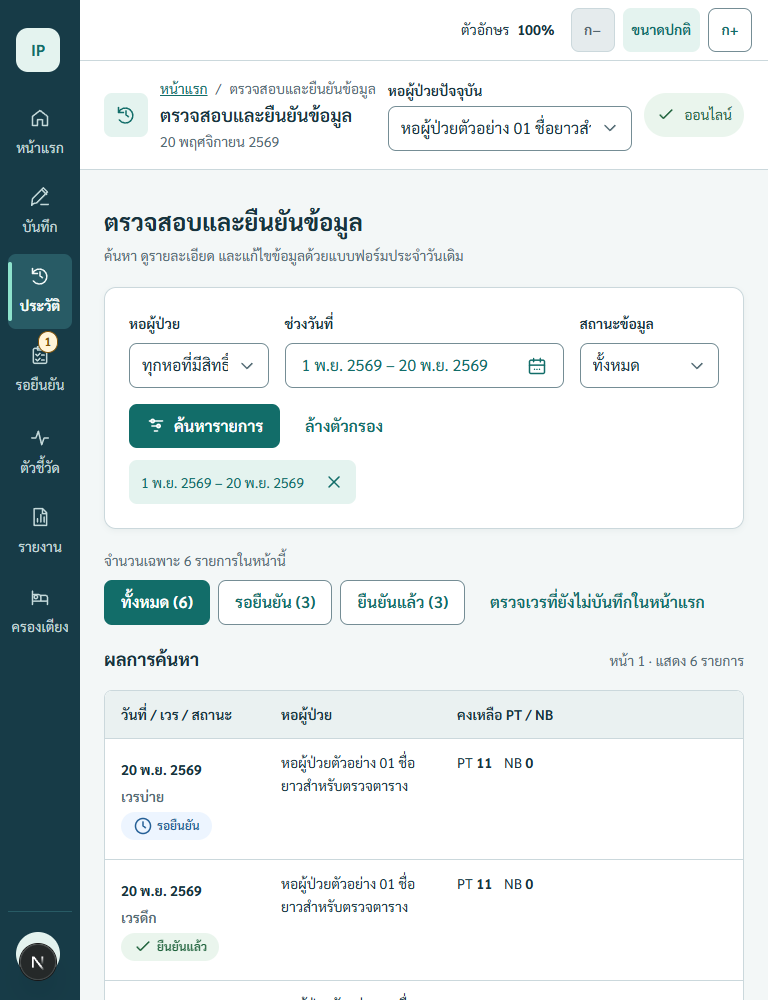 IP
หน้าแรก
บันทึก
ประวัติ
1
รอยืนยัน
ตัวชี้วัด
รายงาน
ครองเตียง
N
ตัวอักษร 100% ก− ขนาดปกติ ก+
หน้าแรก / ตรวจสอบและยืนยันข้อมูล
ตรวจสอบและยืนยันข้อมูล
20 พฤศจิกายน 2569
หอผู้ป่วยปัจจุบัน
หอผู้ป่วยตัวอย่าง 01 ชื่อยาวสำ
ออนไลน์
ตรวจสอบและยืนยันข้อมูล
ค้นหา ดูรายละเอียด และแก้ไขข้อมูลด้วยแบบฟอร์มประจำวันเดิม
หอผู้ป่วย ช่วงวันที่ สถานะข้อมูล
ทุกหอที่มีสิทธิ์ 1 พ.ย. 2569 – 20 พ.ย. 2569 ทั้งหมด
ค้นหารายการ ล้างตัวกรอง
1 พ.ย. 2569 – 20 พ.ย. 2569
จำนวนเฉพาะ 6 รายการในหน้านี้
ทั้งหมด (6) รอยืนยัน (3) ยืนยันแล้ว (3) ตรวจเวรที่ยังไม่บันทึกในหน้าแรก
ผลการค้นหา หน้า 1 · แสดง 6 รายการ
วันที่ / เวร / สถานะ หอผู้ป่วย คงเหลือ PT / NB
20 พ.ย. 2569
เวรบ่าย
รอยืนยัน
หอผู้ป่วยตัวอย่าง 01 ชื่อ
ยาวสำหรับตรวจตาราง
PT 11 NB 0
20 พ.ย. 2569
เวรดึก
ยืนยันแล้ว
หอผู้ป่วยตัวอย่าง 01 ชื่อ
ยาวสำหรับตรวจตาราง
PT 11 NB 0